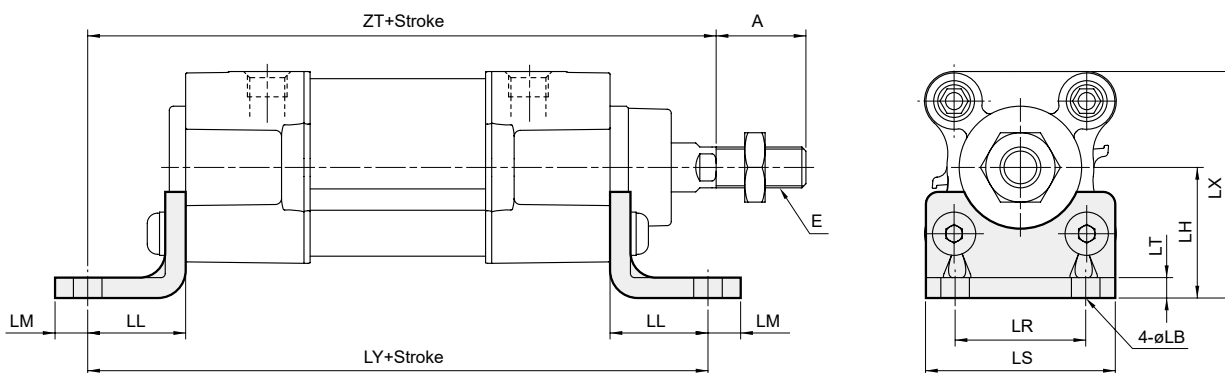 ZT+Stroke
A
E
LM
LL
LL
LM
LY+Stroke
LX
LH
LT
LR
4-øLB
LS